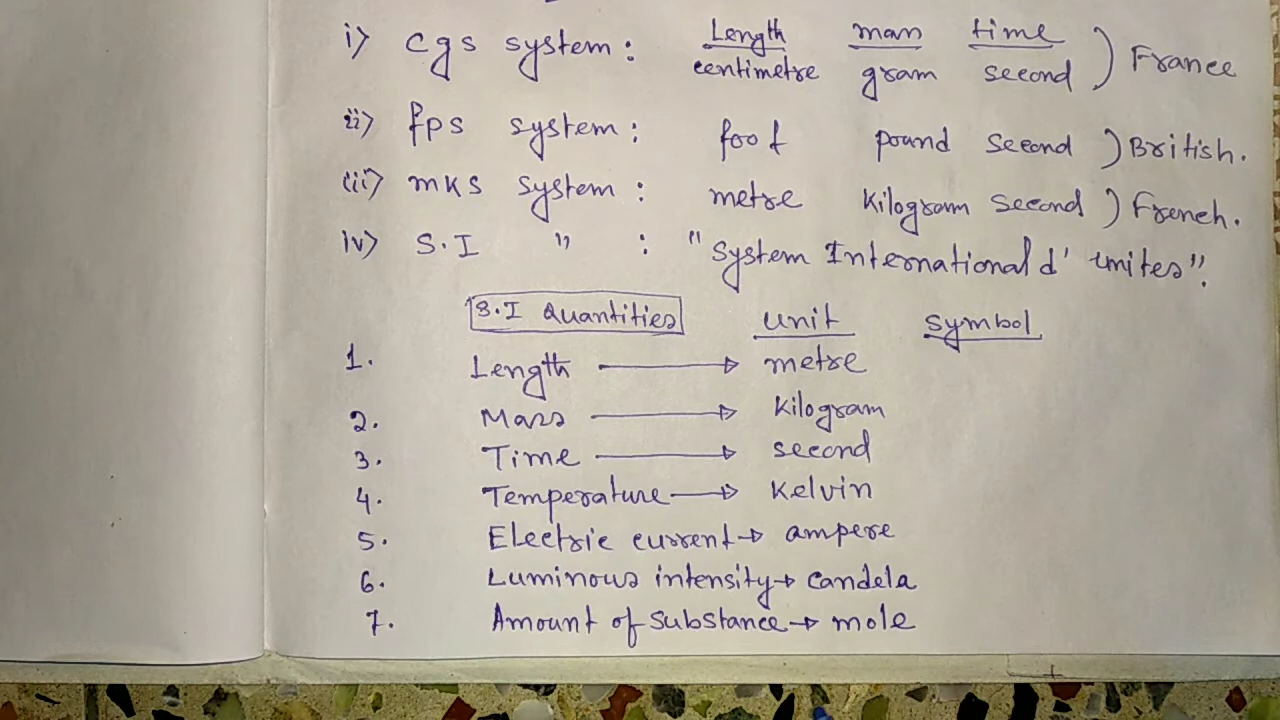 Length mass time
i) cgs system: centimetre gram second ) France
ii) fps system: foot pound second ) British.
iii) mks system: metre kilogram second ) French.
iv) S.I " : "System International d' unites".
S.I Quantities unit symbol
1. Length → metre
2. Mass → kilogram
3. Time → second
4. Temperature → Kelvin
5. Electric current → ampere
6. Luminous intensity → candela
7. Amount of substance → mole